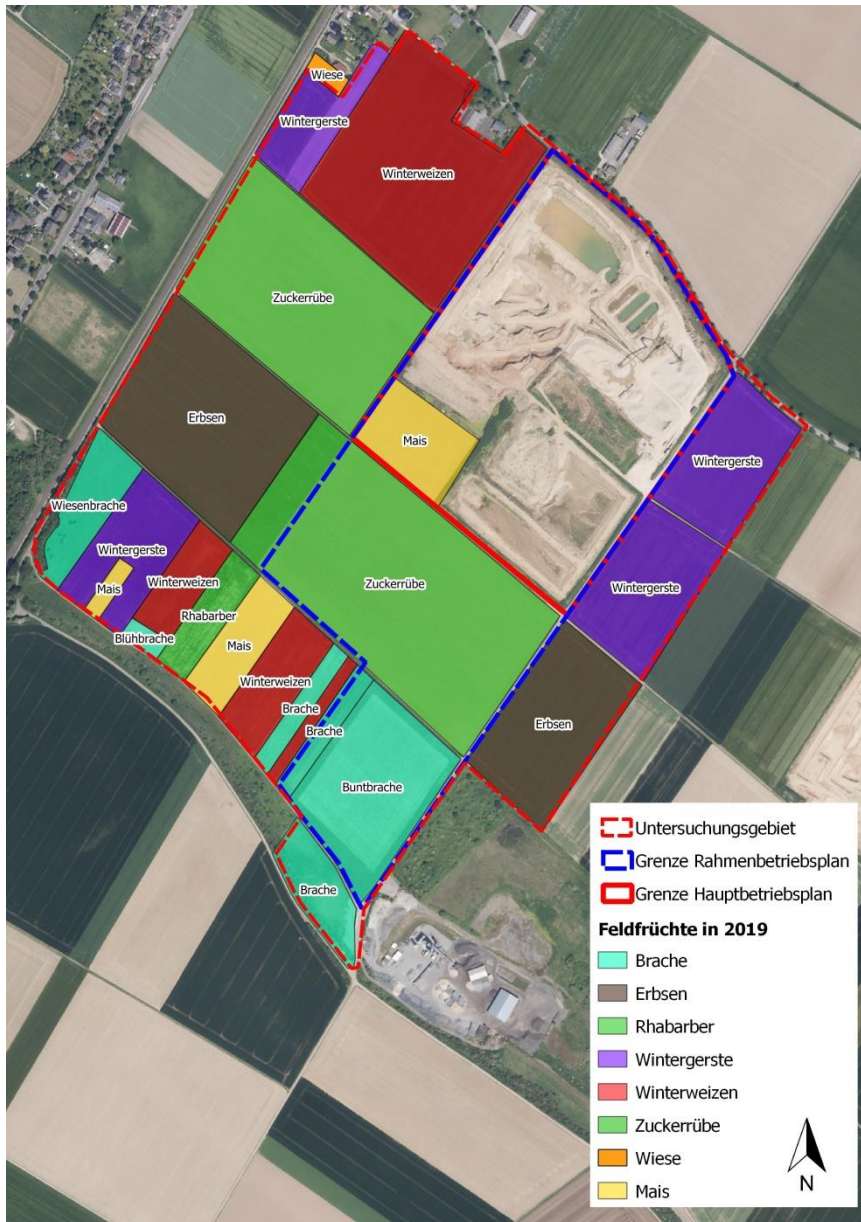 Wiese
Wintergerste
Winterweizen
Zuckerrübe
Erbsen
Mais
Wintergerste
Wiesenbrache
Wintergerste
Mais
Winterweizen
Rhabarber
Blühbrache
Mais
Winterweizen
Brache
Brache
Zuckerrübe
Wintergerste
Erbsen
Buntbrache
Brache
Untersuchungsgebiet
Grenze Rahmenbetriebsplan
Grenze Hauptbetriebsplan
Feldfrüchte in 2019
Brache
Erbsen
Rhabarber
Wintergerste
Winterweizen
Zuckerrübe
Wiese
Mais
N